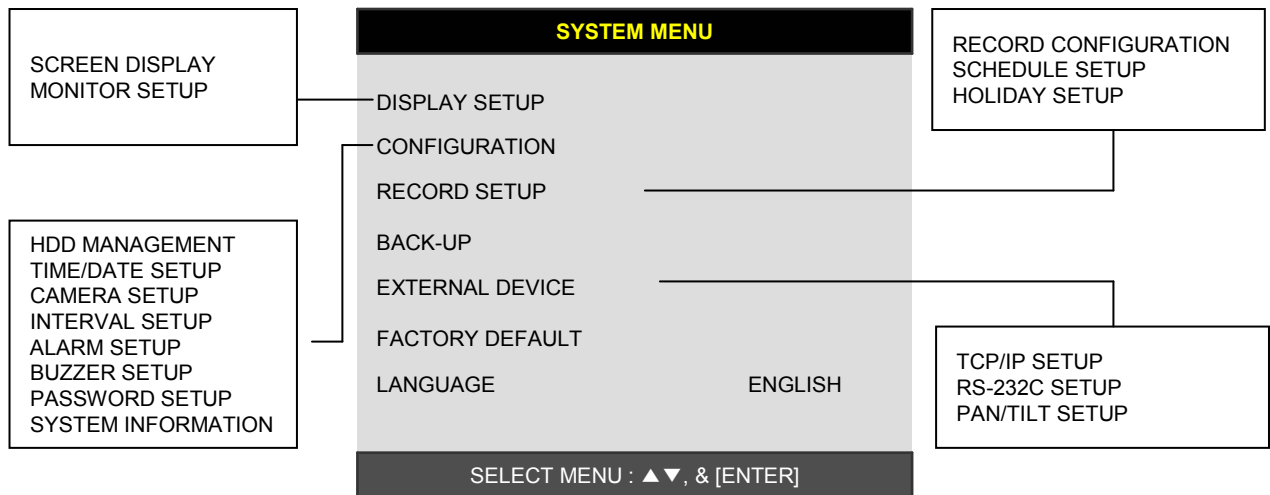 SYSTEM MENU
SCREEN DISPLAY
MONITOR SETUP
RECORD CONFIGURATION
SCHEDULE SETUP
HOLIDAY SETUP
DISPLAY SETUP
CONFIGURATION
RECORD SETUP
BACK-UP
EXTERNAL DEVICE
FACTORY DEFAULT
LANGUAGE ENGLISH
HDD MANAGEMENT
TIME/DATE SETUP
CAMERA SETUP
INTERVAL SETUP
ALARM SETUP
BUZZER SETUP
PASSWORD SETUP
SYSTEM INFORMATION
TCP/IP SETUP
RS-232C SETUP
PAN/TILT SETUP
SELECT MENU : ▲▼, & [ENTER]